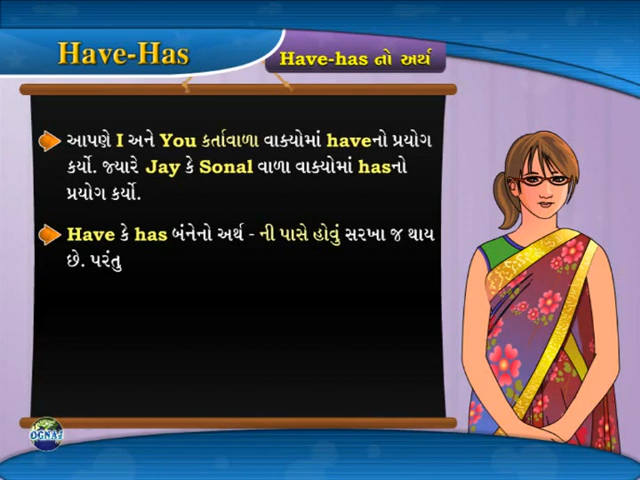 Have-Has
Have-has નો અર્થ
આપણે I અને You કર્તાવાળા વાક્યોમાં haveનો પ્રયોગ
કર્યો. જ્યારે Jay કે Sonal વાળા વાક્યોમાં hasનો
પ્રયોગ કર્યો.
Have કે has બંનેનો અર્થ - ની પાસે હોવું સરખા જ થાય
છે. પરંતુ